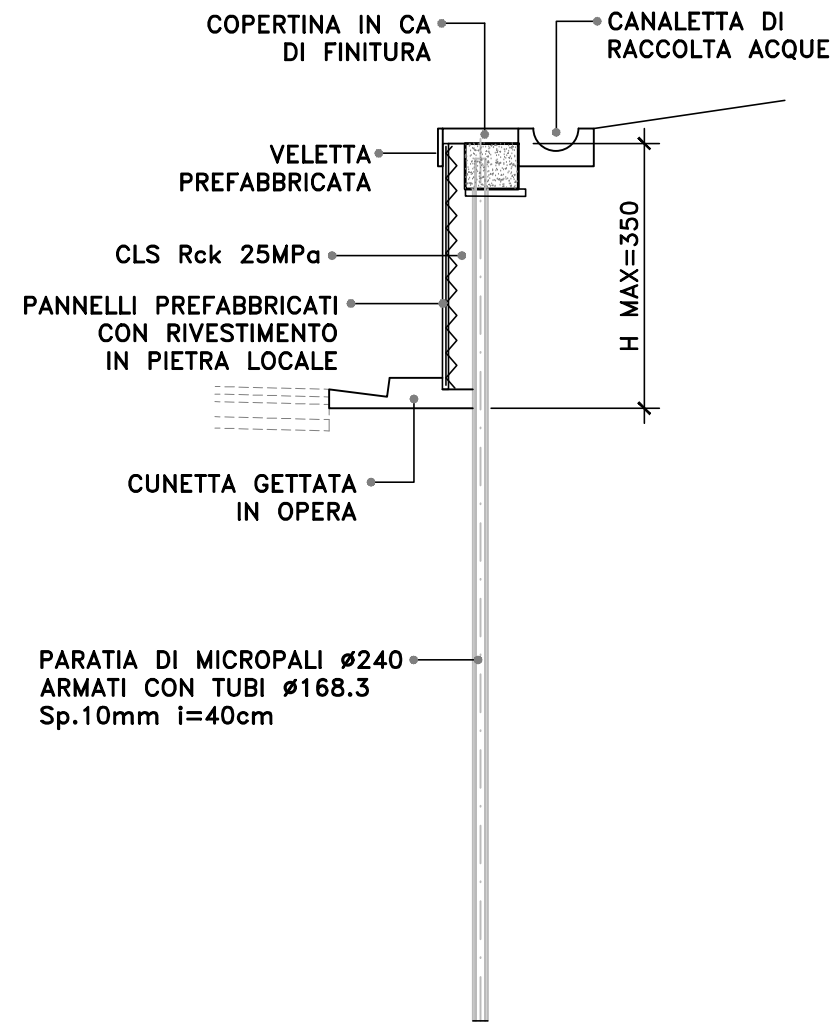 COPERTINA IN CA
DI FINITURA
CANALETTA DI
RACCOLTA ACQUE
VELETTA
PREFABBRICATA
CLS Rck 25MPa
H MAX=350
PANNELLI PREFABBRICATI
CON RIVESTIMENTO
IN PIETRA LOCALE
CUNETTA GETTATA
IN OPERA
PARATIA DI MICROPALI ø240
ARMATI CON TUBI ø168.3
Sp.10mm i=40cm